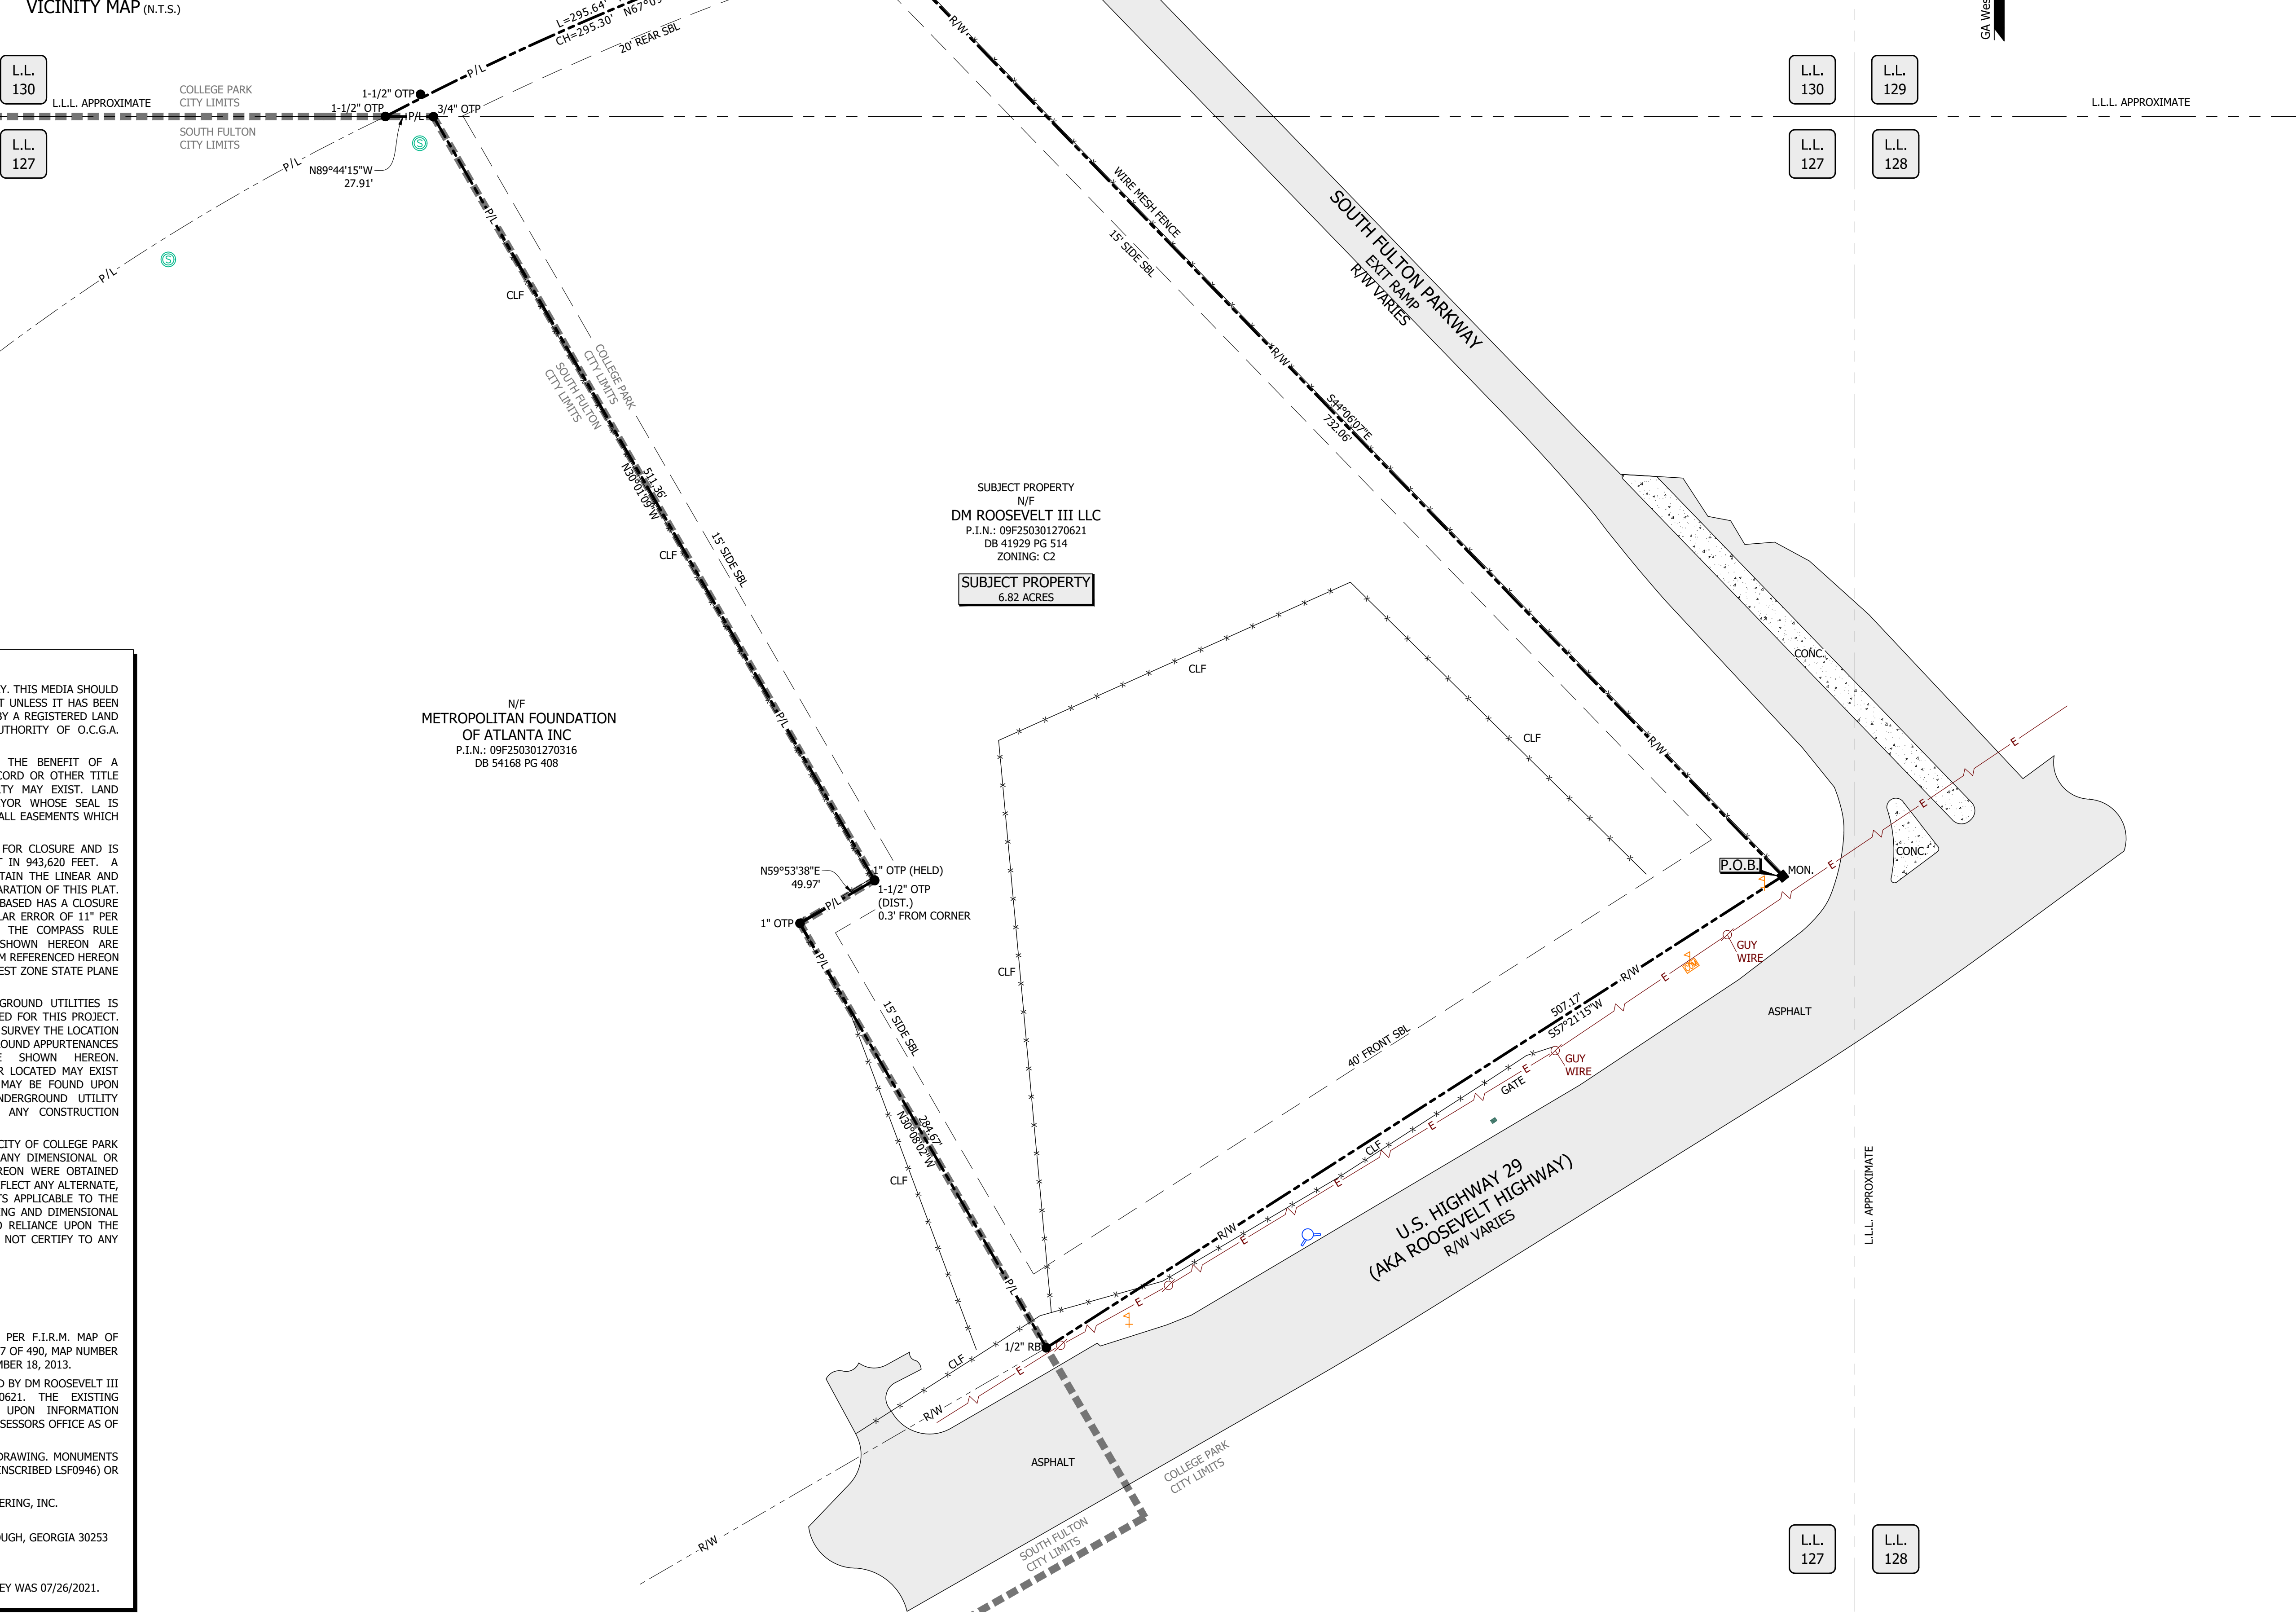 VICINITY MAP (N.T.S.)
L=295.64'
CH=295.30'
20' REAR SBL
P/L
R/W
GA Wes
L.L.
130
L.L.L. APPROXIMATE
COLLEGE PARK
CITY LIMITS
SOUTH FULTON
CITY LIMITS
L.L.
127
1-1/2" OTP
1-1/2" OTP
P/L
3/4" OTP
S
N89°44'15"W
27.91'
P/L
P/L
S
P/L
CLF
COLLEGE PARK
CITY LIMITS
SOUTH FULTON
CITY LIMITS
511.36'
N30°01'09"W
CLF
15' SIDE SBL
WIRE MESH FENCE
15' SIDE SBL
SOUTH FULTON PARKWAY
EXIT RAMP
R/W VARIES
R/W
S44°06'07"E
732.06'
L.L.
130
L.L.
129
L.L.L. APPROXIMATE
L.L.
127
L.L.
128
SUBJECT PROPERTY
N/F
DM ROOSEVELT III LLC
P.I.N.: 09F250301270621
DB 41929 PG 514
ZONING: C2
SUBJECT PROPERTY
6.82 ACRES
CLF
CLF
CONC.
R/W
E
E
CONC.
E
N/F
METROPOLITAN FOUNDATION
OF ATLANTA INC
P.I.N.: 09F250301270316
DB 54168 PG 408
P/L
N59°53'38"E
49.97'
1" OTP (HELD)
1-1/2" OTP
(DIST.)
0.3' FROM CORNER
P/L
1" OTP
P/L
P.O.B.
MON.
GUY
WIRE
COM
E
R/W
507.17'
S57°21'15"W
ASPHALT
CLF
15' SIDE SBL
40' FRONT SBL
GUY
WIRE
E
GATE
E
CLF
284.67'
N30°08'02"W
CLF
E
U.S. HIGHWAY 29
(AKA ROOSEVELT HIGHWAY)
R/W VARIES
L.L.L. APPROXIMATE
R/W
E
P/L
E
1/2" RB
CLF
E
R/W
ASPHALT
COLLEGE PARK
CITY LIMITS
SOUTH FULTON
CITY LIMITS
R/W
L.L.
127
L.L.
128
Y. THIS MEDIA SHOULD
T UNLESS IT HAS BEEN
BY A REGISTERED LAND
UTHORITY OF O.C.G.A.
THE BENEFIT OF A
CORD OR OTHER TITLE
ITY MAY EXIST. LAND
YOR WHOSE SEAL IS
ALL EASEMENTS WHICH
FOR CLOSURE AND IS
T IN 943,620 FEET. A
TAIN THE LINEAR AND
ARATION OF THIS PLAT.
BASED HAS A CLOSURE
LAR ERROR OF 11" PER
THE COMPASS RULE
SHOWN HEREON ARE
M REFERENCED HEREON
EST ZONE STATE PLANE
GROUND UTILITIES IS
ED FOR THIS PROJECT.
SURVEY THE LOCATION
OUND APPURTENANCES
E SHOWN HEREON.
R LOCATED MAY EXIST
MAY BE FOUND UPON
NDERGROUND UTILITY
ANY CONSTRUCTION
CITY OF COLLEGE PARK
ANY DIMENSIONAL OR
REON WERE OBTAINED
FLECT ANY ALTERNATE,
TS APPLICABLE TO THE
ING AND DIMENSIONAL
O RELIANCE UPON THE
NOT CERTIFY TO ANY
PER F.I.R.M. MAP OF
7 OF 490, MAP NUMBER
MBER 18, 2013.
D BY DM ROOSEVELT III
0621. THE EXISTING
UPON INFORMATION
SESSORS OFFICE AS OF
DRAWING. MONUMENTS
INSCRIBED LSF0946) OR
ERING, INC.
OUGH, GEORGIA 30253
EY WAS 07/26/2021.